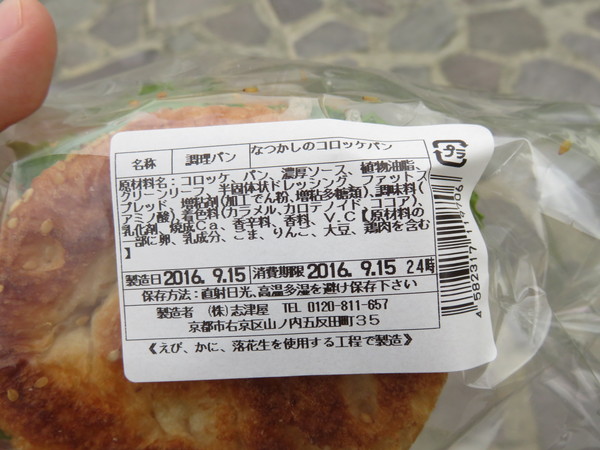 名称 調理パン なつかしのコロッケパン
プラ
原材料名：コロッケ、パン、濃厚ソース、植物油脂、
グリーンリーフ、半固体状ドレッシング、ファット
ブレッド、増粘剤(加工でん粉、増粘多糖類)、調味料(
アミノ酸)、着色料(カラメル、カロテノイド、ココア)、
乳化剤、焼成Ca、香辛料、香料、V.C【原材料の
一部に卵、乳成分、ごま、りんご、大豆、鶏肉を含む
】
製造日 2016. 9.15 消費期限 2016. 9.15 24時
保存方法：直射日光、高温多湿を避け保存下さい
製造者 (株)志津屋 TEL 0120-811-657
京都市右京区山ノ内五反田町35
《えび、かに、落花生を使用する工程で製造》